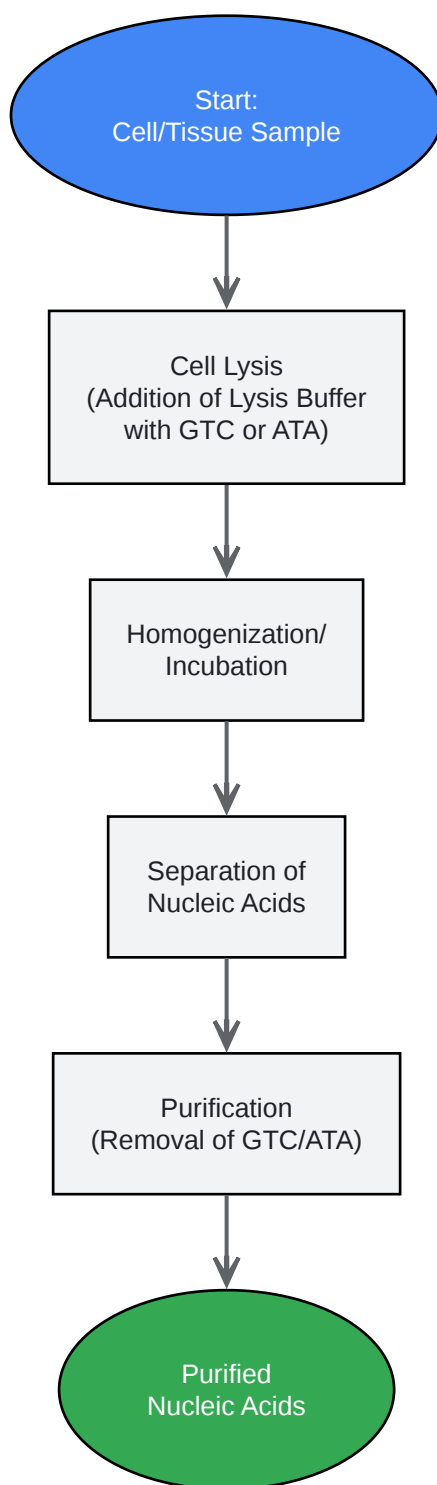 Start:
Cell/Tissue Sample
Cell Lysis
(Addition of Lysis Buffer
with GTC or ATA)
Homogenization/
Incubation
Separation of
Nucleic Acids
Purification
(Removal of GTC/ATA)
Purified
Nucleic Acids